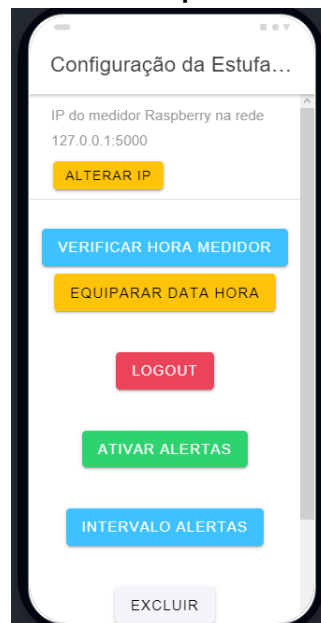 Configuração da Estufa...
IP do medidor Raspberry na rede
127.0.0.1:5000
ALTERAR IP
VERIFICAR HORA MEDIDOR
EQUIPARAR DATA HORA
LOGOUT
ATIVAR ALERTAS
INTERVALO ALERTAS
EXCLUIR